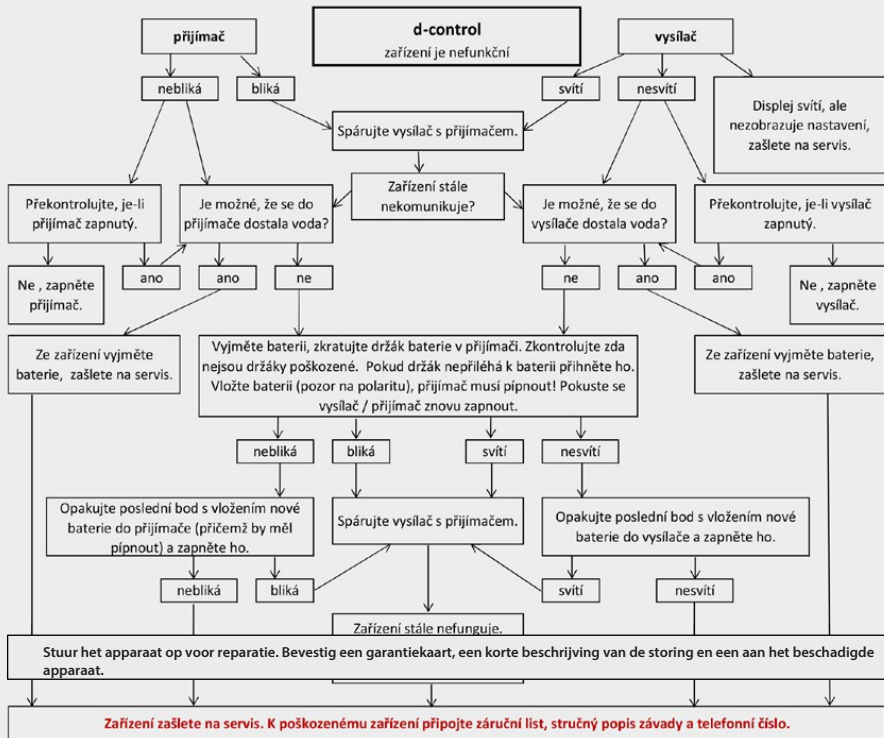 d-control
zařízení je nefunkční
přijímač
vysílač
nebliká
bliká
svítí
nesvítí
Displej svítí, ale
nezobrazuje nastavení,
zašlete na servis.
Spárujte vysílač s přijímačem.
Zařízení stále
nekomunikuje?
Překontrolujte, je-li
přijímač zapnutý.
Je možné, že se do
přijímače dostala voda?
Je možné, že se do
vysílače dostala voda?
Překontrolujte, je-li vysílač
zapnutý.
Ne , zapněte
přijímač.
ano
ano
ne
ne
ano
ano
Ne , zapněte
vysílač.
Ze zařízení vyjměte
baterie, zašlete na servis.
Vyjměte baterii, zkratujte držák baterie v přijímači. Zkontrolujte zda
nejsou držáky poškozené. Pokud držák nepřiléhá k baterii přihněte ho.
Vložte baterii (pozor na polaritu), přijímač musí pípnout! Pokuste se
vysílač / přijímač znovu zapnout.
Ze zařízení vyjměte baterie,
zašlete na servis.
nebliká
bliká
svítí
nesvítí
Opakujte poslední bod s vložením nové
baterie do přijímače (přičemž by měl
pípnout) a zapněte ho.
Spárujte vysílač s přijímačem.
Opakujte poslední bod s vložením nové
baterie do vysílače a zapněte ho.
nebliká
bliká
svítí
nesvítí
Zařízení stále nefunguje.
Stuur het apparaat op voor reparatie. Bevestig een garantiekaart, een korte beschrijving van de storing en een aan het beschadigde
apparaat.
Zařízení zašlete na servis. K poškozenému zařízení připojte záruční list, stručný popis závady a telefonní číslo.